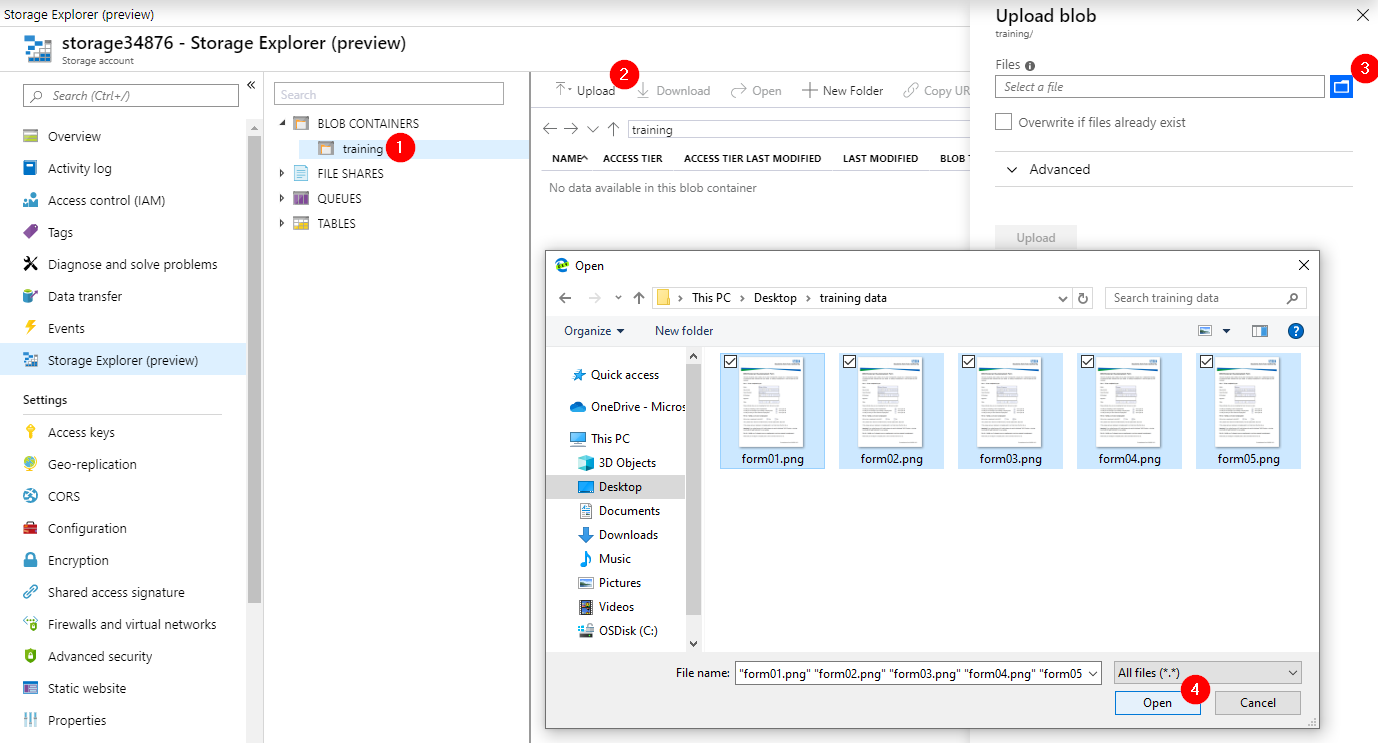 Storage Explorer (preview)
storage34876 - Storage Explorer (preview)
Storage account
Search (Ctrl+/)
«
Overview
Activity log
Access control (IAM)
Tags
Diagnose and solve problems
Data transfer
Events
Storage Explorer (preview)
Settings
Access keys
Geo-replication
CORS
Configuration
Encryption
Shared access signature
Firewalls and virtual networks
Advanced security
Static website
Properties
Search
BLOB CONTAINERS
training 1
FILE SHARES
QUEUES
TABLES
2
Upload Download Open New Folder Copy UR
training
NAME ACCESS TIER ACCESS TIER LAST MODIFIED LAST MODIFIED BLOB
No data available in this blob container
Upload blob
training/
Files
3
Select a file
Overwrite if files already exist
Advanced
Upload
Open
This PC > Desktop > training data
Search training data
Organize New folder
?
Quick access
OneDrive - Micros
This PC
3D Objects
Desktop
Documents
Downloads
Music
Pictures
Videos
OSDisk (C:)
form01.png form02.png form03.png form04.png form05.png
File name: "form01.png" "form02.png" "form03.png" "form04.png" "form05
All files (*.*)
4
Open Cancel